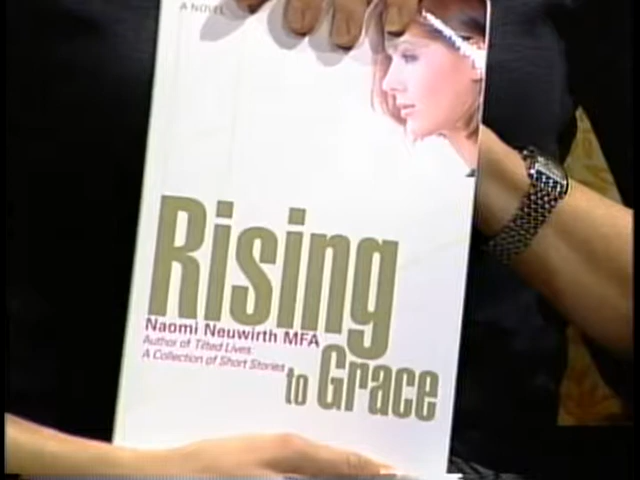 A NOVEL
Rising
Naomi Neuwirth MFA
Author of Tilted Lives
A Collection of Short Stories
to Grace